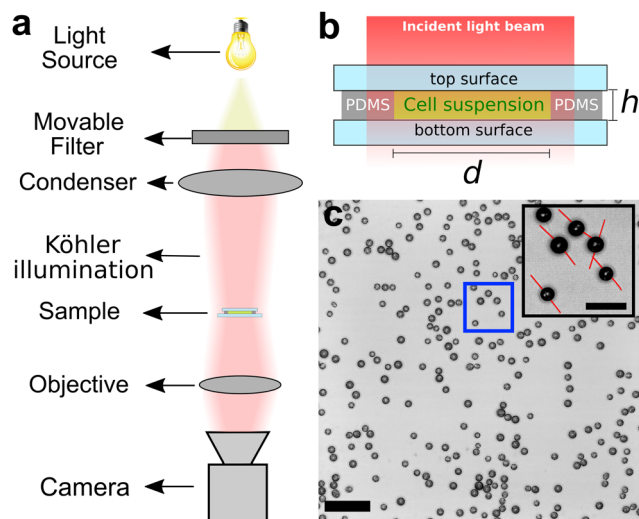 a
Light
Source
Movable
Filter
Condenser
Köhler
illumination
Sample
Objective
Camera
b
Incident light beam
top surface
PDMS
Cell suspension
PDMS
h
bottom surface
d
c